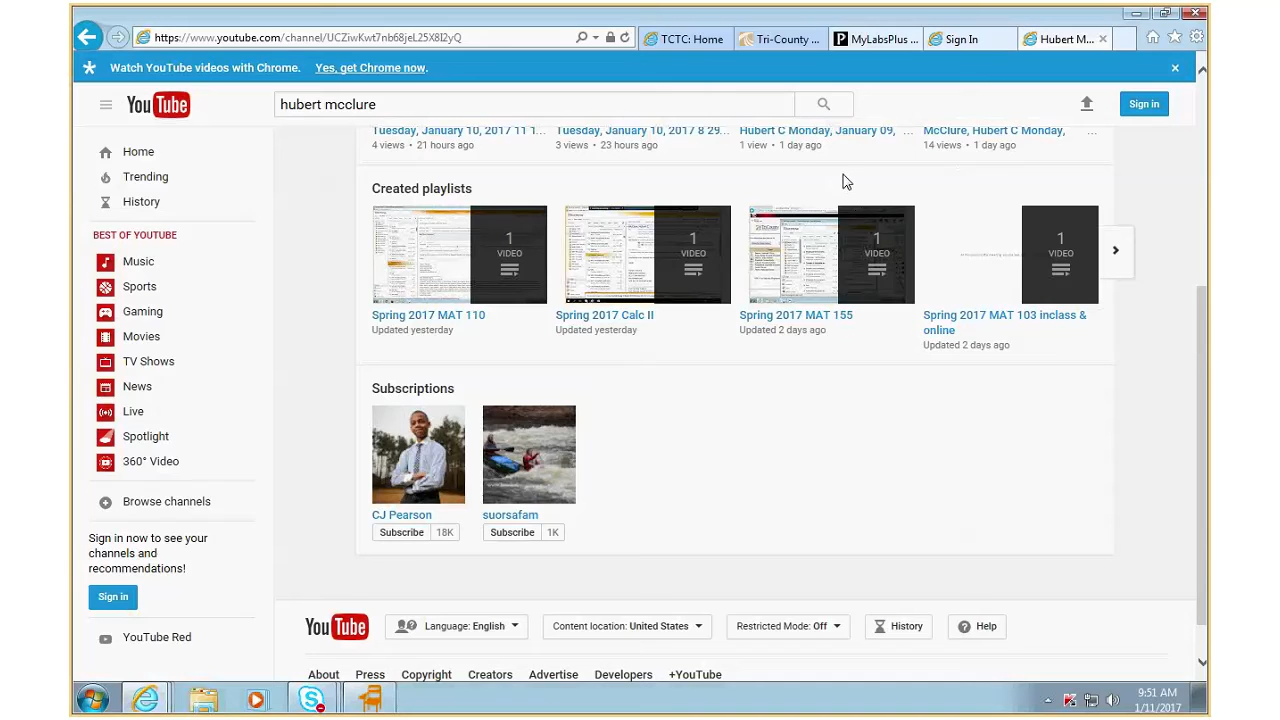 https://www.youtube.com/channel/UCZiwKwt7nb68jeL25X8I2yQ
TCTC: Home
Tri-County ...
MyLabsPlus ...
Sign In
Hubert M...
Watch YouTube videos with Chrome. Yes, get Chrome now.
YouTube
hubert mcclure
Sign in
Home
Trending
History
BEST OF YOUTUBE
Music
Sports
Gaming
Movies
TV Shows
News
Live
Spotlight
360° Video
Browse channels
Sign in now to see your
channels and
recommendations!
Sign in
YouTube Red
Tuesday, January 10, 2017 11 1...
4 views • 21 hours ago
Tuesday, January 10, 2017 8 29...
3 views • 23 hours ago
Hubert C Monday, January 09, ...
1 view • 1 day ago
McClure, Hubert C Monday, ...
14 views • 1 day ago
Created playlists
1
VIDEO
Spring 2017 MAT 110
Updated yesterday
1
VIDEO
Spring 2017 Calc II
Updated yesterday
1
VIDEO
Spring 2017 MAT 155
Updated 2 days ago
1
VIDEO
Spring 2017 MAT 103 inclass &
online
Updated 2 days ago
Subscriptions
CJ Pearson
Subscribe 18K
suorsafam
Subscribe 1K
YouTube
Language: English
Content location: United States
Restricted Mode: Off
History
Help
About Press Copyright Creators Advertise Developers +YouTube
9:51 AM
1/11/2017